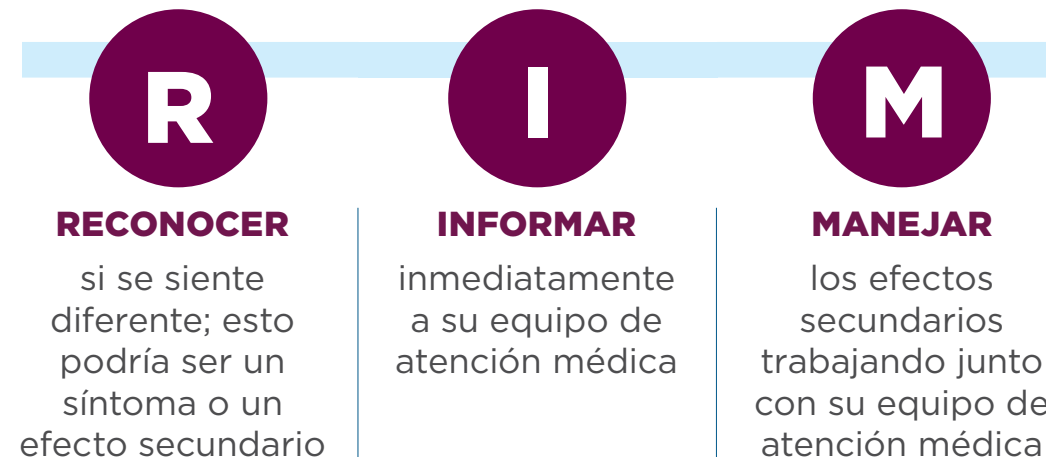 R
RECONOCER
si se siente
diferente; esto
podría ser un
síntoma o un
efecto secundario
I
INFORMAR
inmediatamente
a su equipo de
atención médica
M
MANEJAR
los efectos
secundarios
trabajando junto
con su equipo de
atención médica